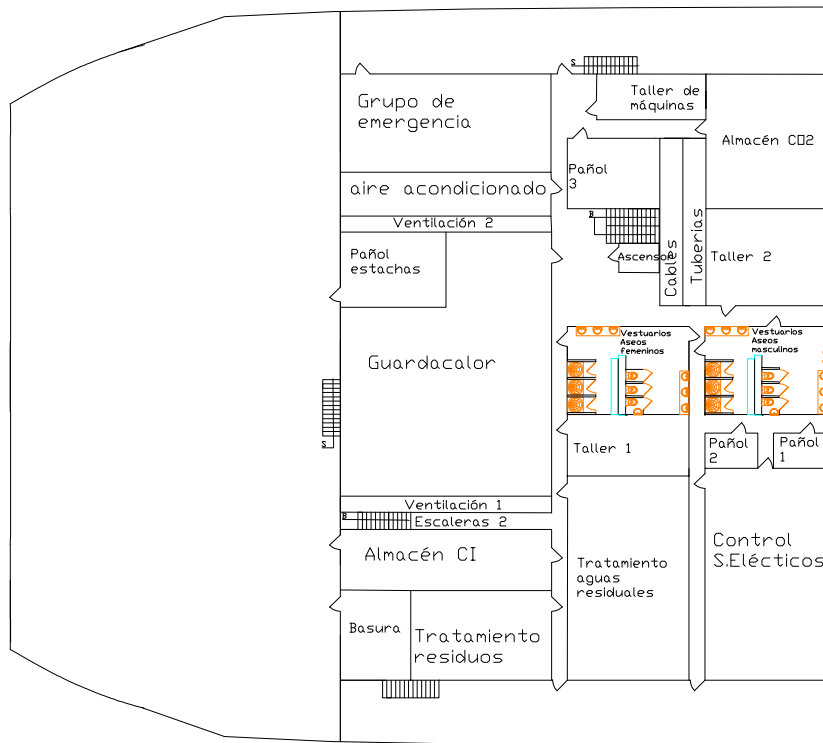 S
Grupo de
emergencia
Taller de
máquinas
Almacén C□2
Pañol
3
aire acondicionado
B
Ventilación 2
Pañol
estachas
Ascensor
Cables
Tuberias
Taller 2
Vestuarios
Aseos
femeninos
Vestuarios
Aseos
masculinos
Guardacalor
S
Taller 1
Pañol
2
Pañol
1
Ventilación 1
B
Escaleras 2
Almacén CI
Control
S.Elécticos
Tratamiento
aguas
residuales
Basura
Tratamiento
residuos